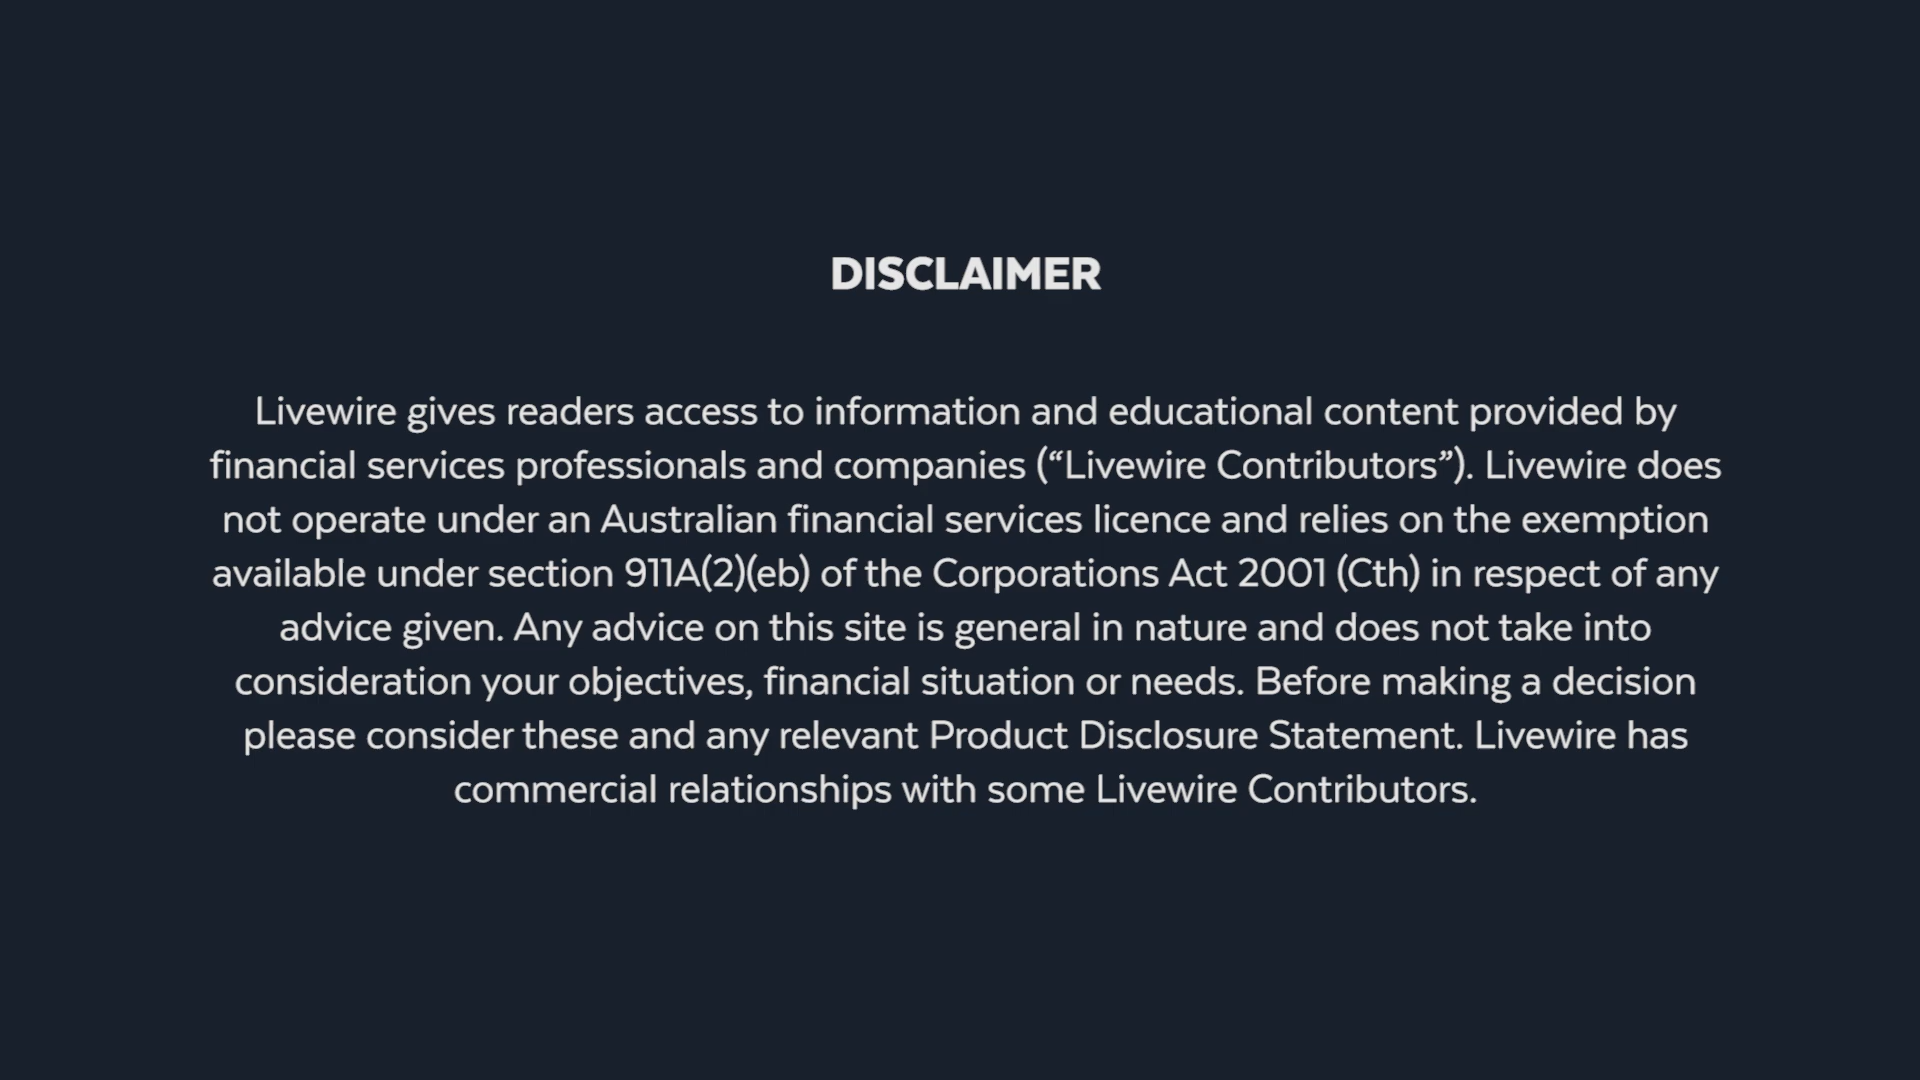 DISCLAIMER
Livewire gives readers access to information and educational content provided by
financial services professionals and companies (“Livewire Contributors”). Livewire does
not operate under an Australian financial services licence and relies on the exemption
available under section 911A(2)(eb) of the Corporations Act 2001 (Cth) in respect of any
advice given. Any advice on this site is general in nature and does not take into
consideration your objectives, financial situation or needs. Before making a decision
please consider these and any relevant Product Disclosure Statement. Livewire has
commercial relationships with some Livewire Contributors.